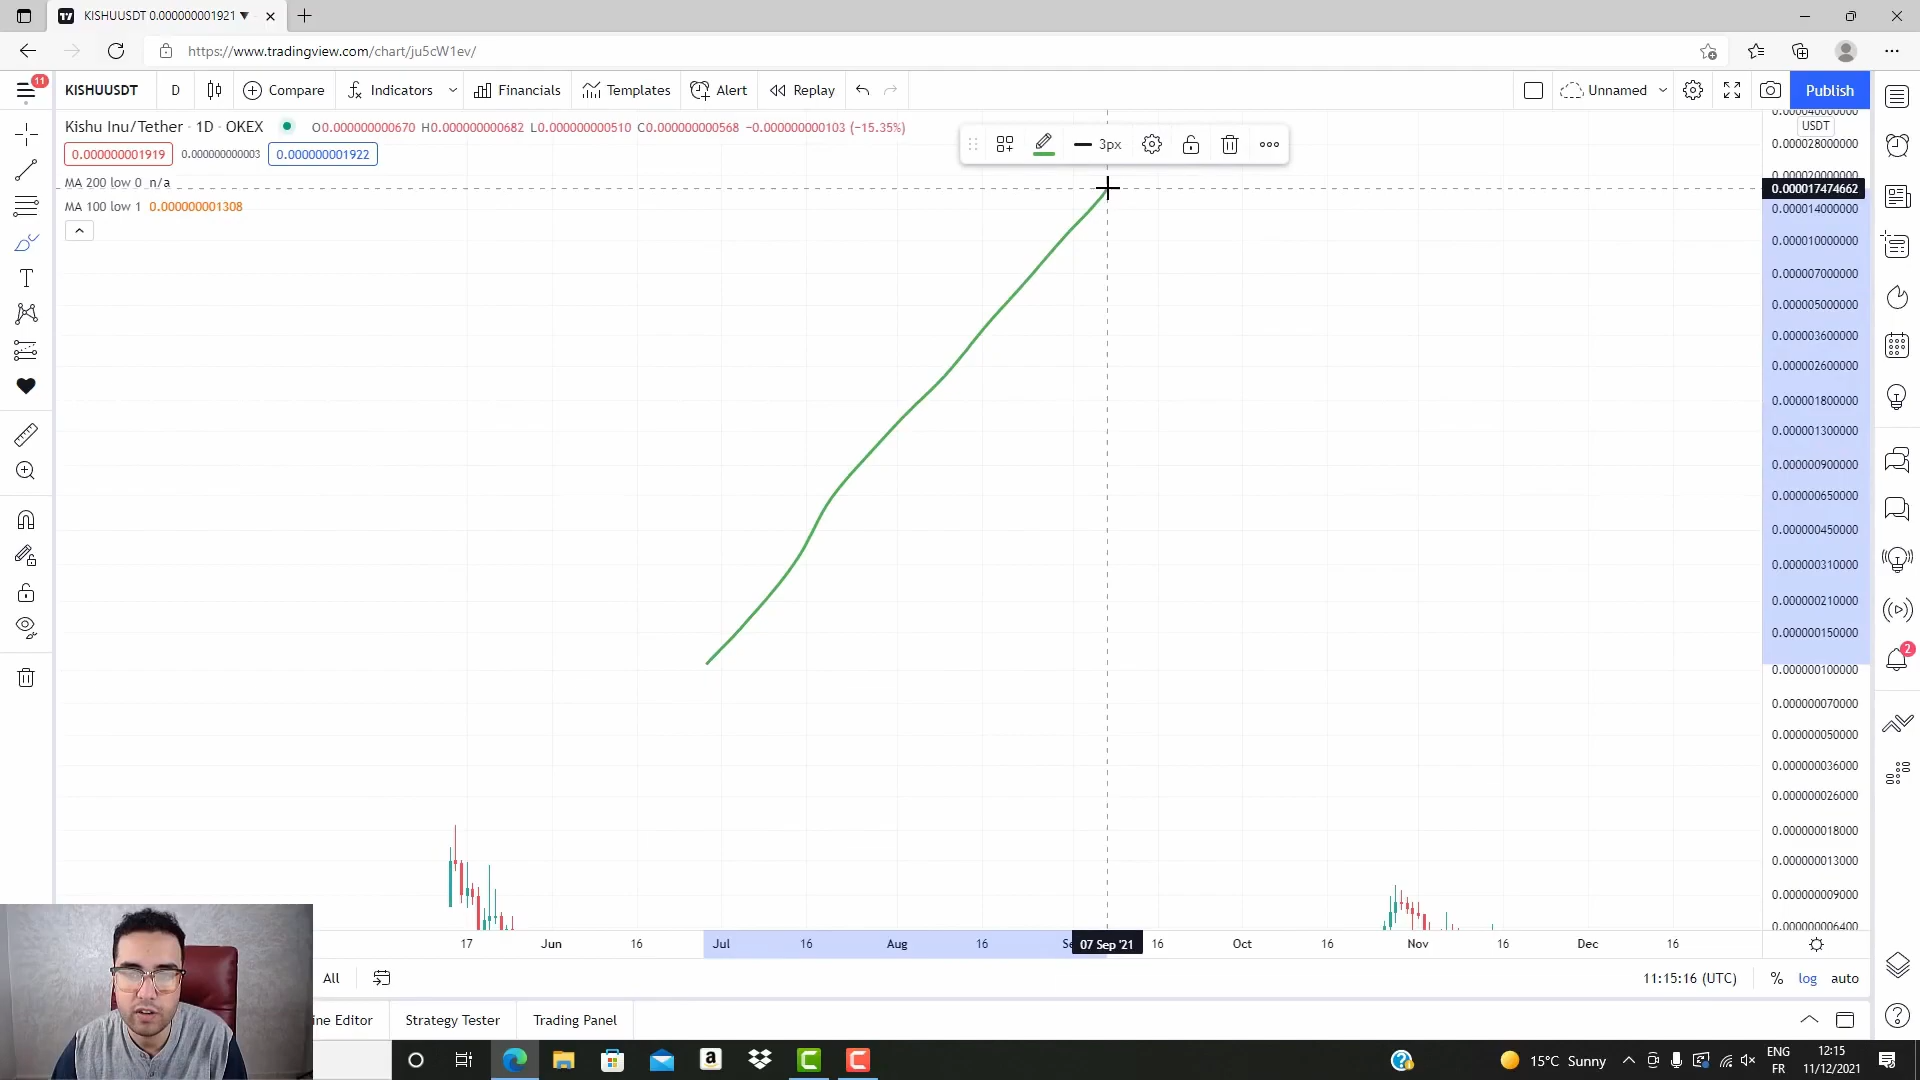 KISHUUSDT 0.000000001921 ▼
https://www.tradingview.com/chart/ju5cW1ev/
11
KISHUUSDT D Compare Indicators Financials Templates Alert Replay Unnamed Publish
Kishu Inu/Tether · 1D · OKEX O0.000000000670 H0.000000000682 L0.000000000510 C0.000000000568 −0.000000000103 (−15.35%)
0.000000001919 0.000000000003 0.000000001922
MA 200 low 0 n/a
MA 100 low 1 0.000000001308
3px
USDT
0.000028000000
0.000017474662
0.000014000000
0.000010000000
0.000007000000
0.000005000000
0.000003600000
0.000002600000
0.000001800000
0.000001300000
0.000000900000
0.000000650000
0.000000450000
0.000000310000
0.000000210000
0.000000150000
0.000000100000
0.000000070000
0.000000050000
0.000000036000
0.000000026000
0.000000018000
0.000000013000
0.000000009000
0.000000006400
2
17 Jun 16 Jul 16 Aug 16 07 Sep '21 16 Oct 16 Nov 16 Dec 16
All 11:15:16 (UTC) % log auto
ine Editor Strategy Tester Trading Panel
15°C Sunny ENG 12:15
FR 11/12/2021